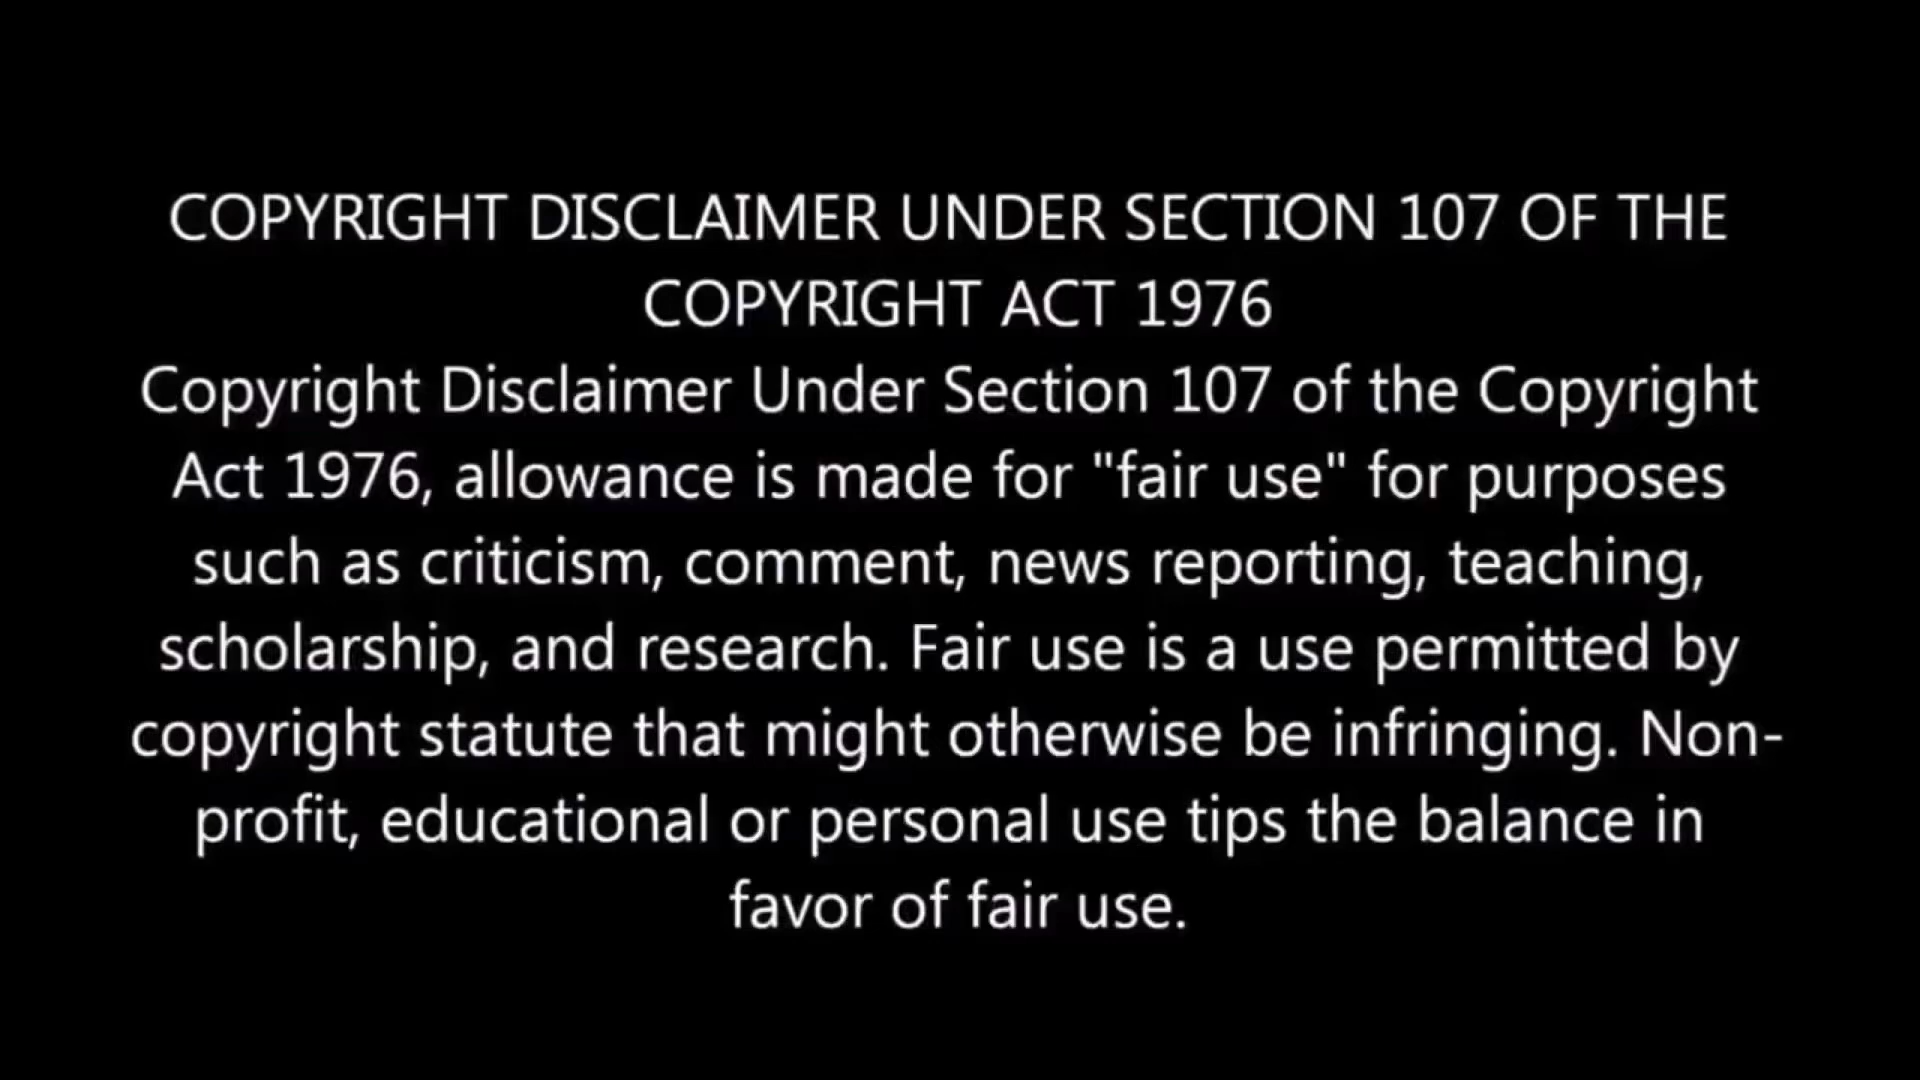 COPYRIGHT DISCLAIMER UNDER SECTION 107 OF THE
COPYRIGHT ACT 1976
Copyright Disclaimer Under Section 107 of the Copyright
Act 1976, allowance is made for "fair use" for purposes
such as criticism, comment, news reporting, teaching,
scholarship, and research. Fair use is a use permitted by
copyright statute that might otherwise be infringing. Non-
profit, educational or personal use tips the balance in
favor of fair use.